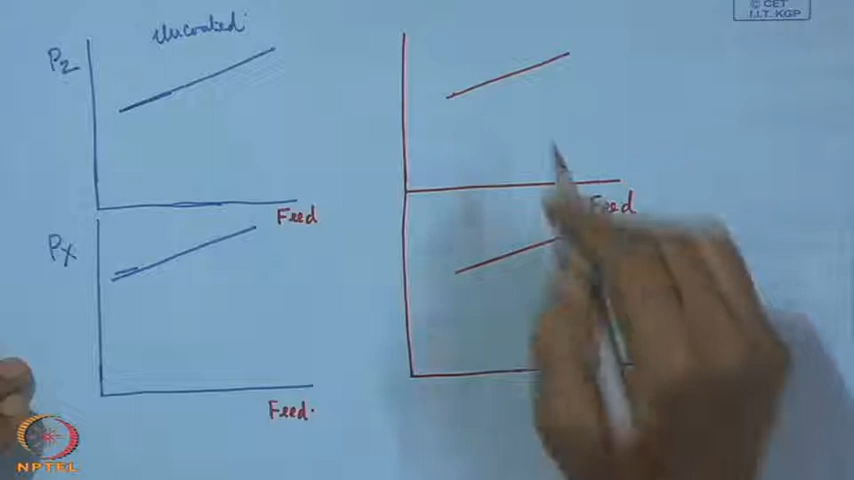 © CET
I.I.T. KGP
Uncoated
Pz
Feed
Feed
Px
Feed.
NPTEL